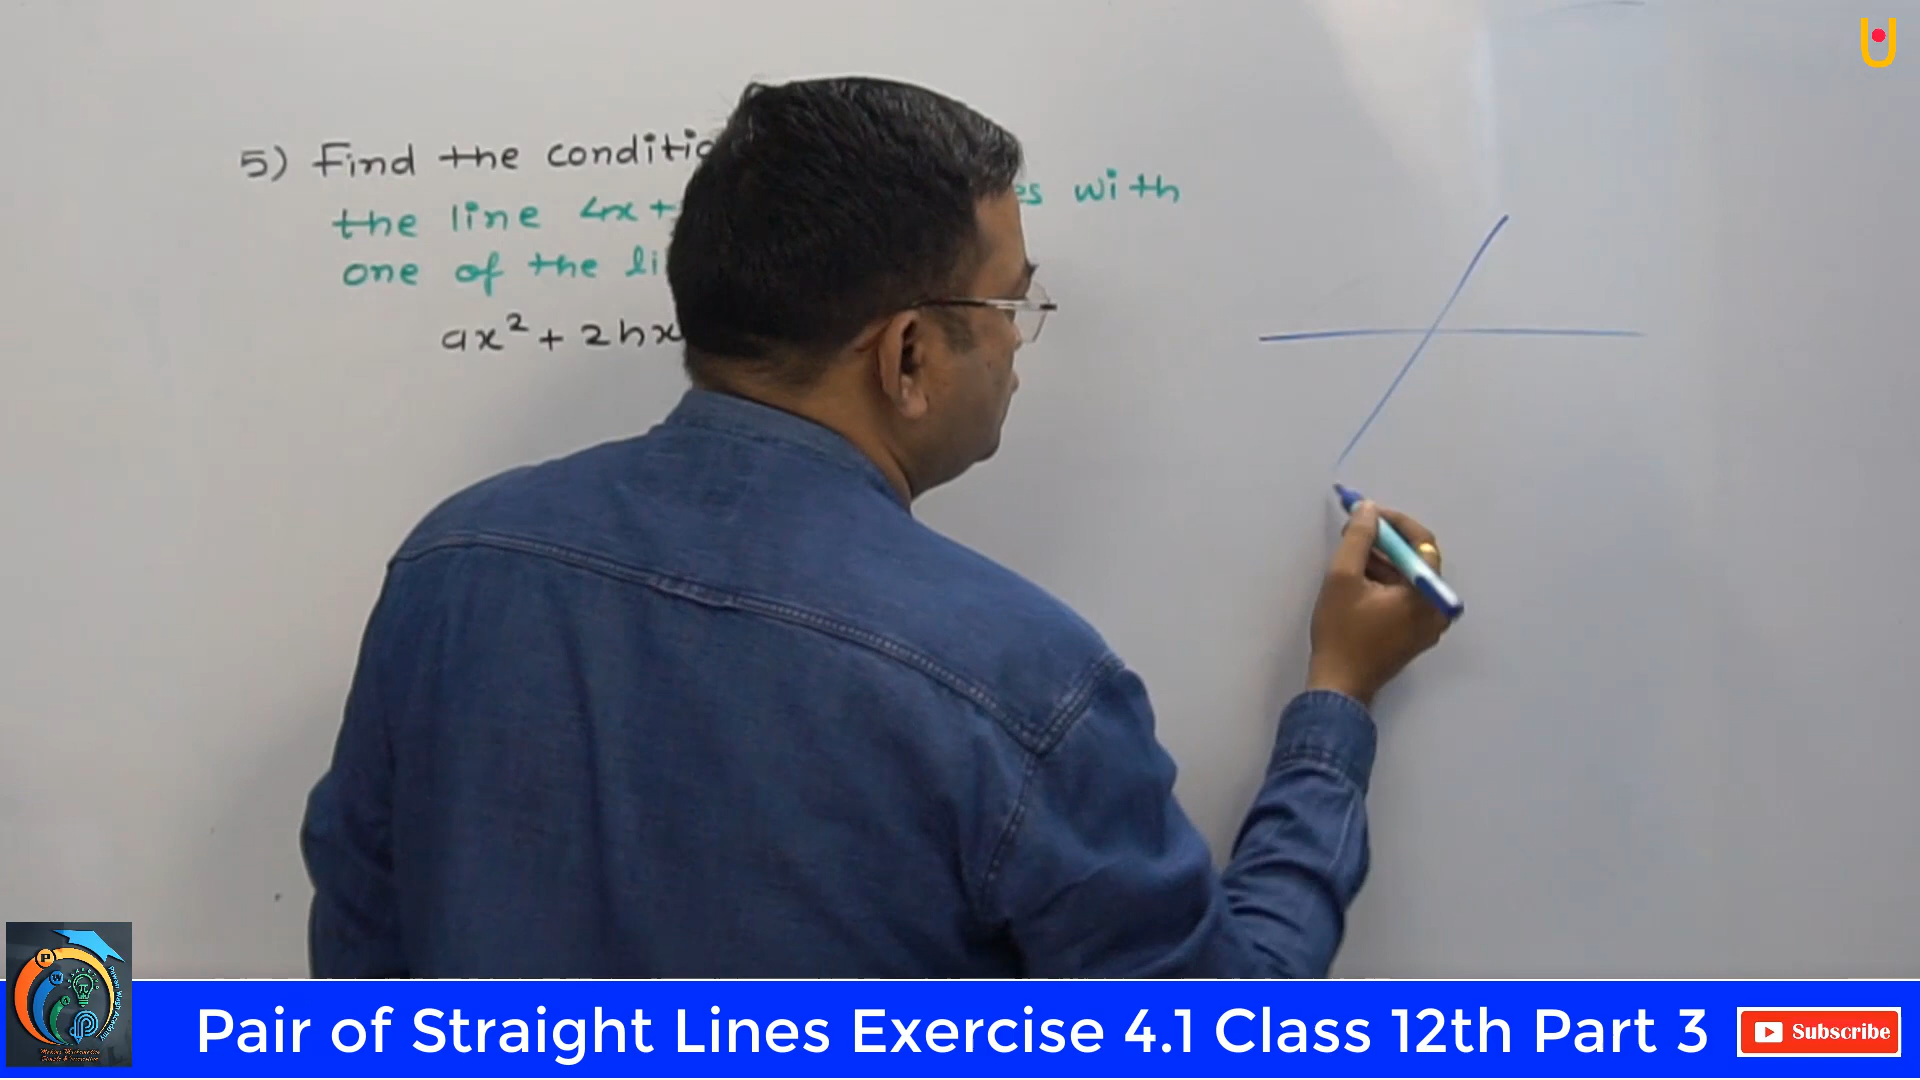 5) Find the conditio
the line 4x+ es with
one of the li
ax² + 2hx
Pair of Straight Lines Exercise 4.1 Class 12th Part 3
Subscribe